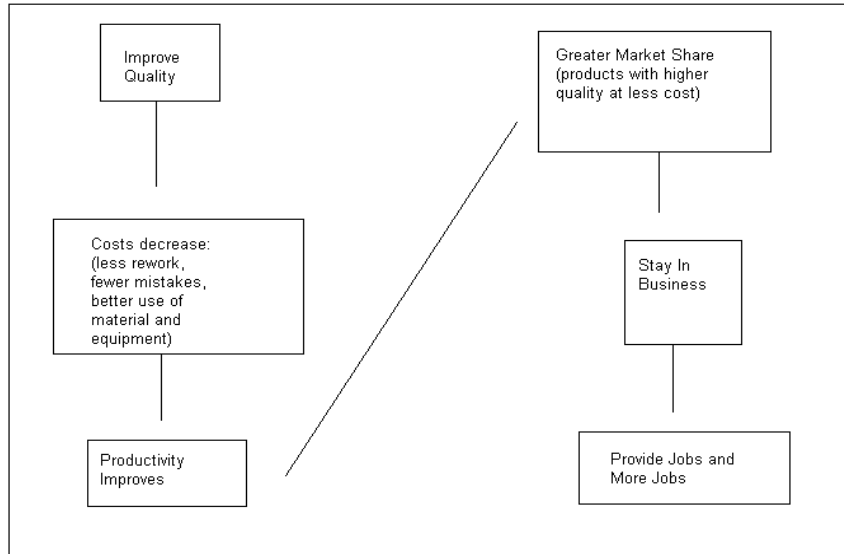 Improve
Quality
Costs decrease:
(less rework,
fewer mistakes,
better use of
material and
equipment)
Productivity
Improves
Greater Market Share
(products with higher
quality at less cost)
Stay In
Business
Provide Jobs and
More Jobs